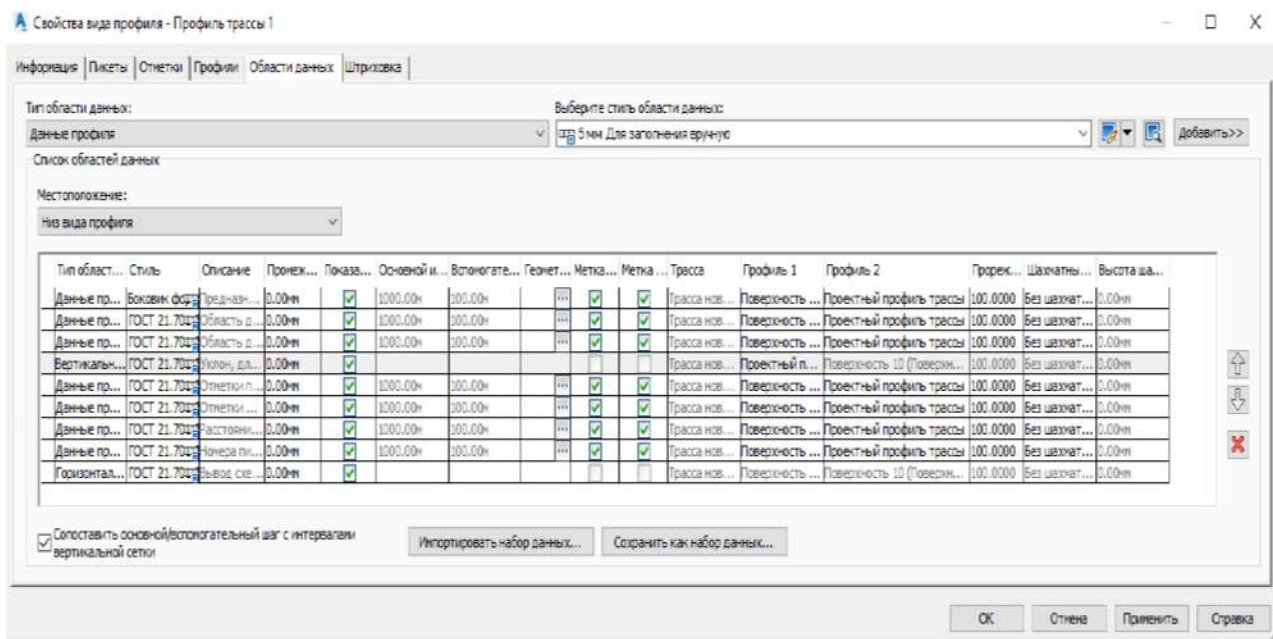 Свойства вида профиля - Профиль трассы 1
Информация Пикеты Отметки Профили Области данных Штриховка
Тип области данных: Выберите стиль области данных:
Данные профиля 5 мм Для заполнения вручную Добавить>>
Список областей данных
Местоположение:
Низ вида профиля
Тип област... Стиль Описание Промеж... Показа... Основной и... Вспомогате... Геомет... Метка... Метка ... Трасса Профиль 1 Профиль 2 Прореж... Шахматны... Высота ша...
Данные пр... Боковик Предназн... 0.00мм 1000.00м 100.00м ... Трасса нов... Поверхность ... Проектный профиль трассы 100.0000 Без шахмат... 0.00мм
Данные пр... ГОСТ 21.70 Область д... 0.00мм 1000.00м 100.00м ... Трасса нов... Поверхность ... Проектный профиль трассы 100.0000 Без шахмат... 0.00мм
Данные пр... ГОСТ 21.70 Область д... 0.00мм 1000.00м 100.00м ... Трасса нов... Поверхность ... Проектный профиль трассы 100.0000 Без шахмат... 0.00мм
Вертикальн... ГОСТ 21.70 Уклон, дл... 0.00мм Трасса нов... Проектный п... Поверхность 10 (Поверхн... 100.0000 Без шахмат... 0.00мм
Данные пр... ГОСТ 21.70 Отметки п... 0.00мм 1000.00м 100.00м ... Трасса нов... Поверхность ... Проектный профиль трассы 100.0000 Без шахмат... 0.00мм
Данные пр... ГОСТ 21.70 Отметки ... 0.00мм 1000.00м 100.00м ... Трасса нов... Поверхность ... Проектный профиль трассы 100.0000 Без шахмат... 0.00мм
Данные пр... ГОСТ 21.70 Расстояни... 0.00мм 1000.00м 100.00м ... Трасса нов... Поверхность ... Проектный профиль трассы 100.0000 Без шахмат... 0.00мм
Данные пр... ГОСТ 21.70 Номера пи... 0.00мм 1000.00м 100.00м ... Трасса нов... Поверхность ... Проектный профиль трассы 100.0000 Без шахмат... 0.00мм
Горизонтал... ГОСТ 21.70 Вывод схе... 0.00мм Трасса нов... Поверхность ... Поверхность 10 (Поверхн... 100.0000 Без шахмат... 0.00мм
Сопоставить основной/вспомогательный шаг с интервалами
вертикальной сетки
Импортировать набор данных... Сохранить как набор данных...
ОК Отмена Применить Справка